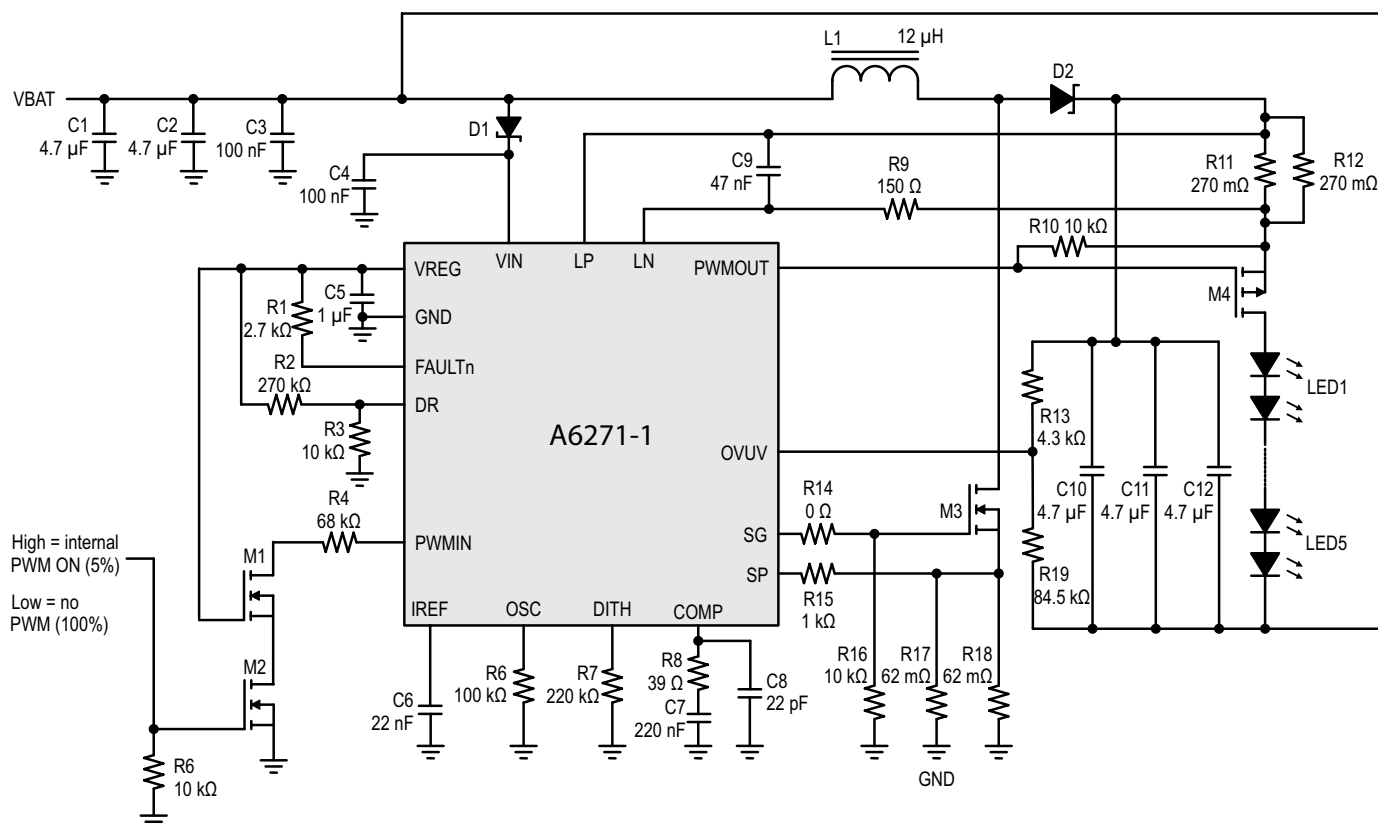 L1
12 µH
D2
VBAT
C1
4.7 µF
C2
4.7 µF
C3
100 nF
D1
C4
100 nF
C9
47 nF
R9
150 Ω
R11
270 mΩ
R12
270 mΩ
R10 10 kΩ
VREG
VIN
LP
LN
PWMOUT
M4
C5
1 µF
GND
R1
2.7 kΩ
FAULTn
R2
270 kΩ
DR
R3
10 kΩ
A6271-1
LED1
R13
4.3 kΩ
OVUV
C10
4.7 µF
C11
4.7 µF
C12
4.7 µF
R14
0 Ω
M3
SG
LED5
R4
68 kΩ
PWMIN
High = internal
PWM ON (5%)
Low = no
PWM (100%)
M1
SP
R15
1 kΩ
R19
84.5 kΩ
IREF
OSC
DITH
COMP
M2
R16
10 kΩ
R17
62 mΩ
R18
62 mΩ
C6
22 nF
R6
100 kΩ
R7
220 kΩ
R8
39 Ω
C7
220 nF
C8
22 pF
R6
10 kΩ
GND